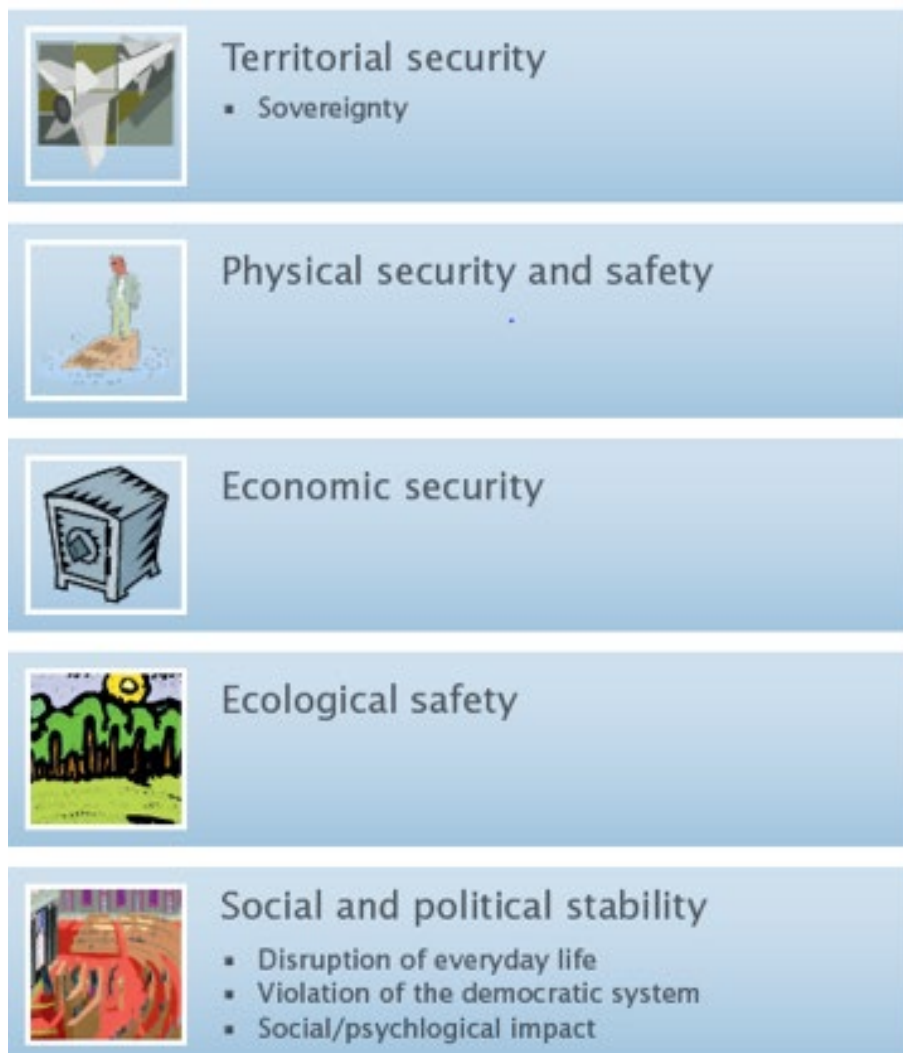 Territorial security
▪ Sovereignty
Physical security and safety
Economic security
Ecological safety
Social and political stability
▪ Disruption of everyday life
▪ Violation of the democratic system
▪ Social/psychlogical impact